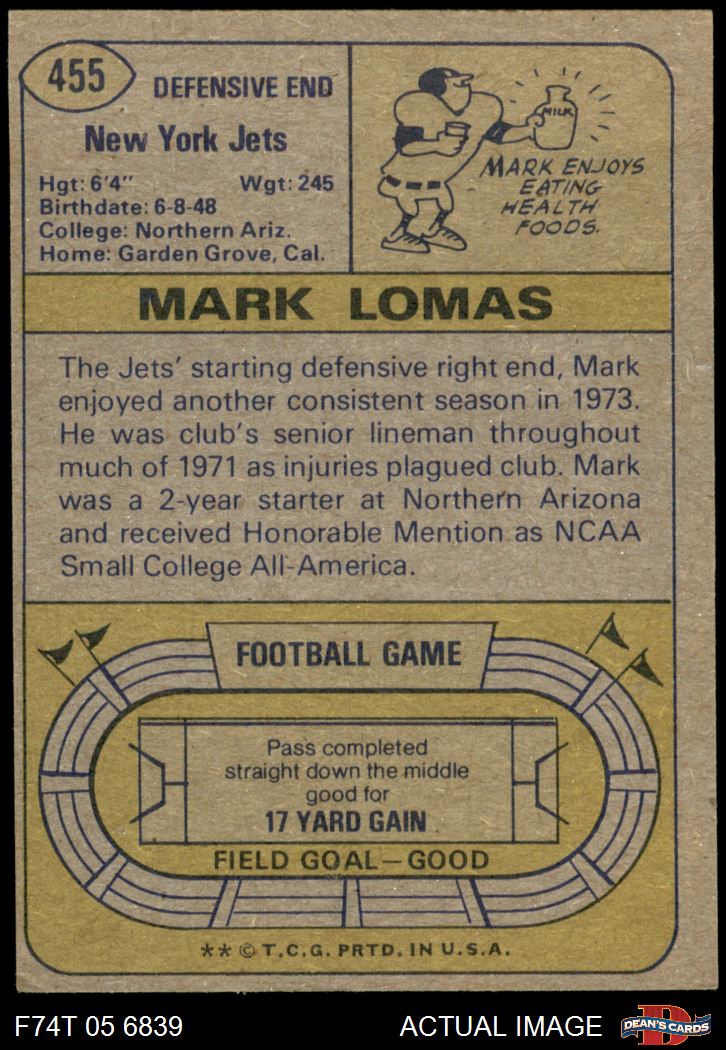 455
DEFENSIVE END
New York Jets
Hgt: 6'4" Wgt: 245
Birthdate: 6-8-48
College: Northern Ariz.
Home: Garden Grove, Cal.
MILK
MARK ENJOYS
EATING
HEALTH
FOODS.
MARK LOMAS
The Jets' starting defensive right end, Mark
enjoyed another consistent season in 1973.
He was club's senior lineman throughout
much of 1971 as injuries plagued club. Mark
was a 2-year starter at Northern Arizona
and received Honorable Mention as NCAA
Small College All-America.
FOOTBALL GAME
Pass completed
straight down the middle
good for
17 YARD GAIN
FIELD GOAL—GOOD
** © T.C.G. PRTD. IN U.S.A.
F74T 05 6839 ACTUAL IMAGE
D
DEAN'S CARDS